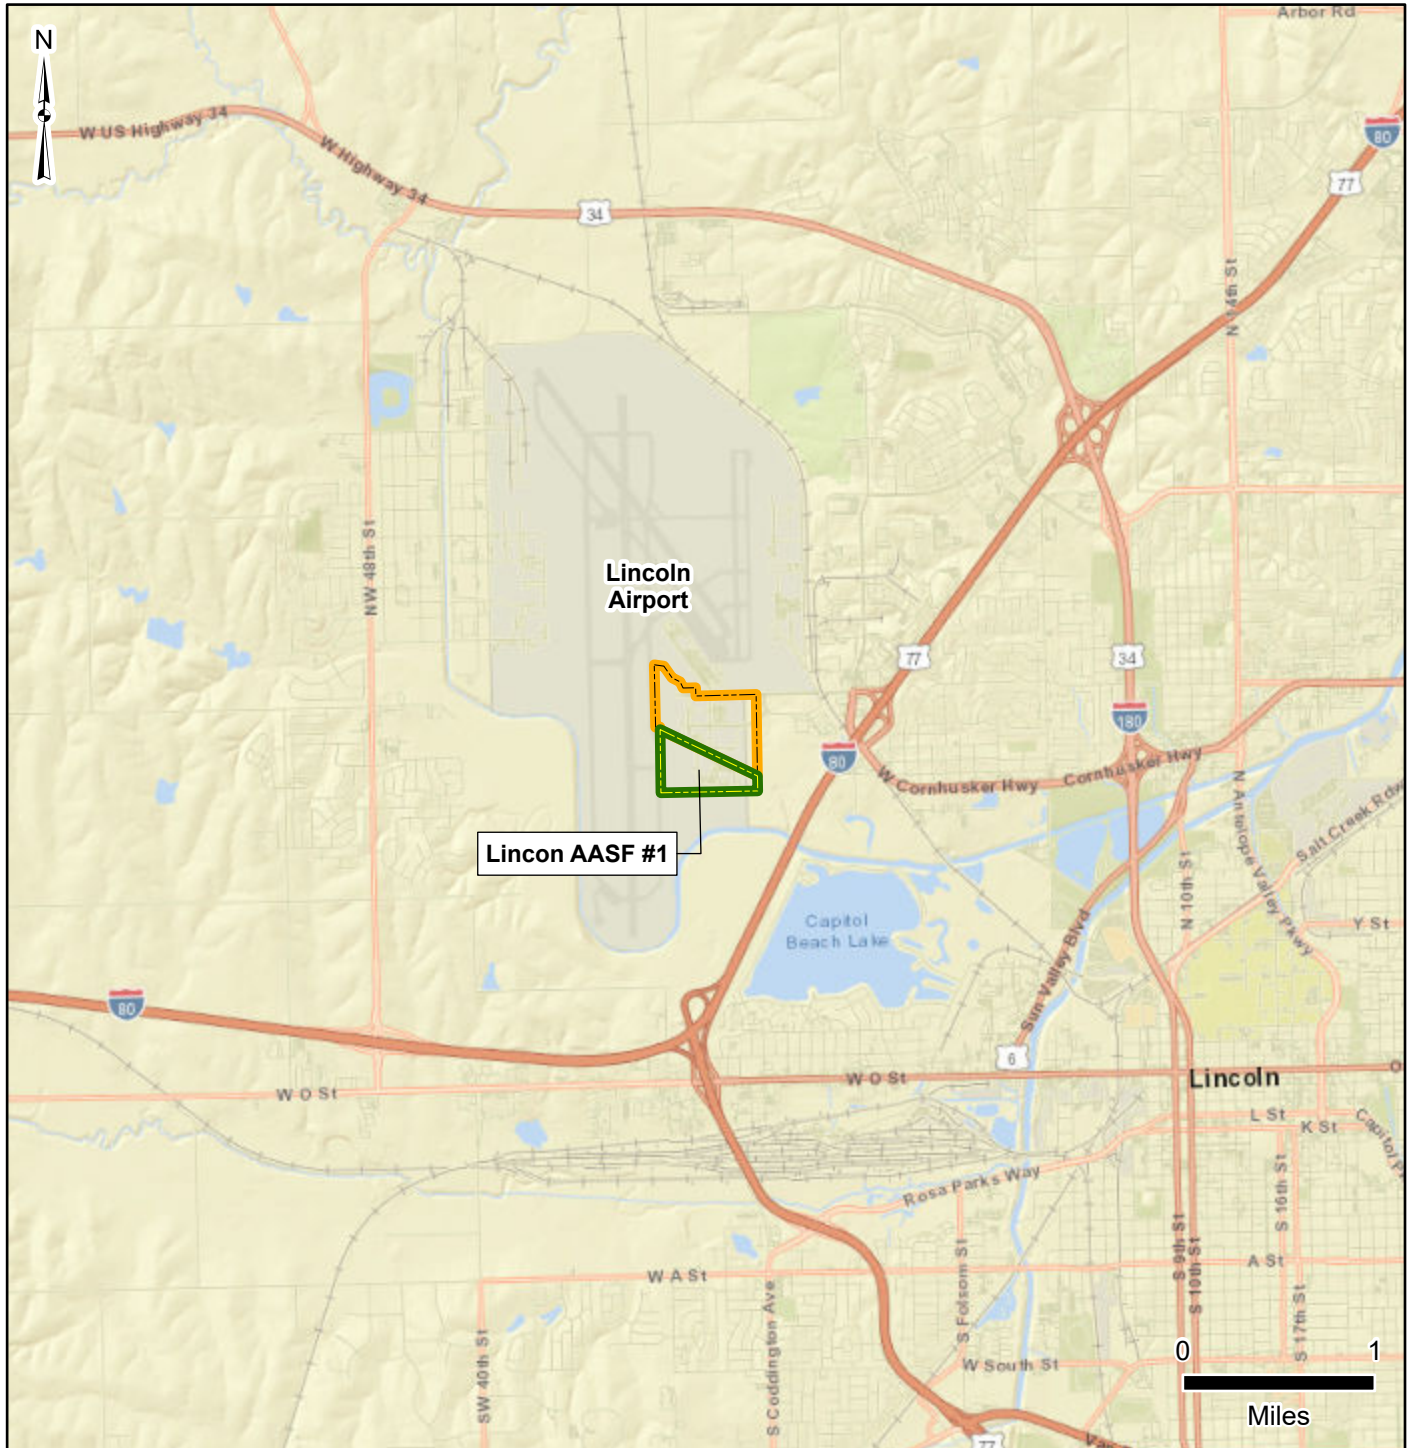 Arbor Rd
N
W US Highway 34
W Highway 34
34
80
77
N 14th St
NW 48th St
Lincoln
Airport
77
34
180
80
W Cornhusker Hwy
Cornhusker Hwy
N Antelope Valley Pkwy
Salt Creek Rdwy
Lincon AASF #1
N 10th St
Capitol
Beach Lake
Sun Valley Blvd
Y St
80
6
W O St
W O St
Lincoln
O
L St
K St
Capitol P
Rosa Parks Way
S 16th St
S 9th St
S 10th St
A St
W A St
S Folsom St
S Coddington Ave
SW 40th St
S 17th St
W South St
0 1
Miles
77
Van